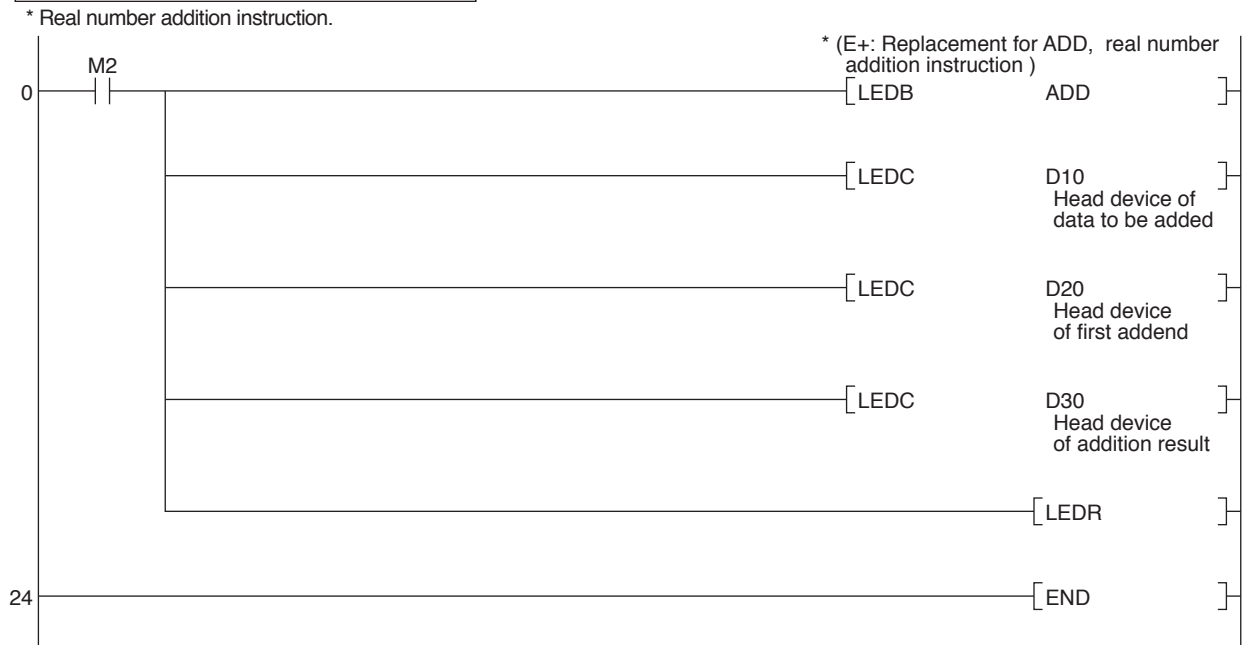 * Real number addition instruction.
* (E+: Replacement for ADD, real number
addition instruction )
M2
0
LEDB ADD
LEDC D10
Head device of
data to be added
LEDC D20
Head device
of first addend
LEDC D30
Head device
of addition result
LEDR
24
END